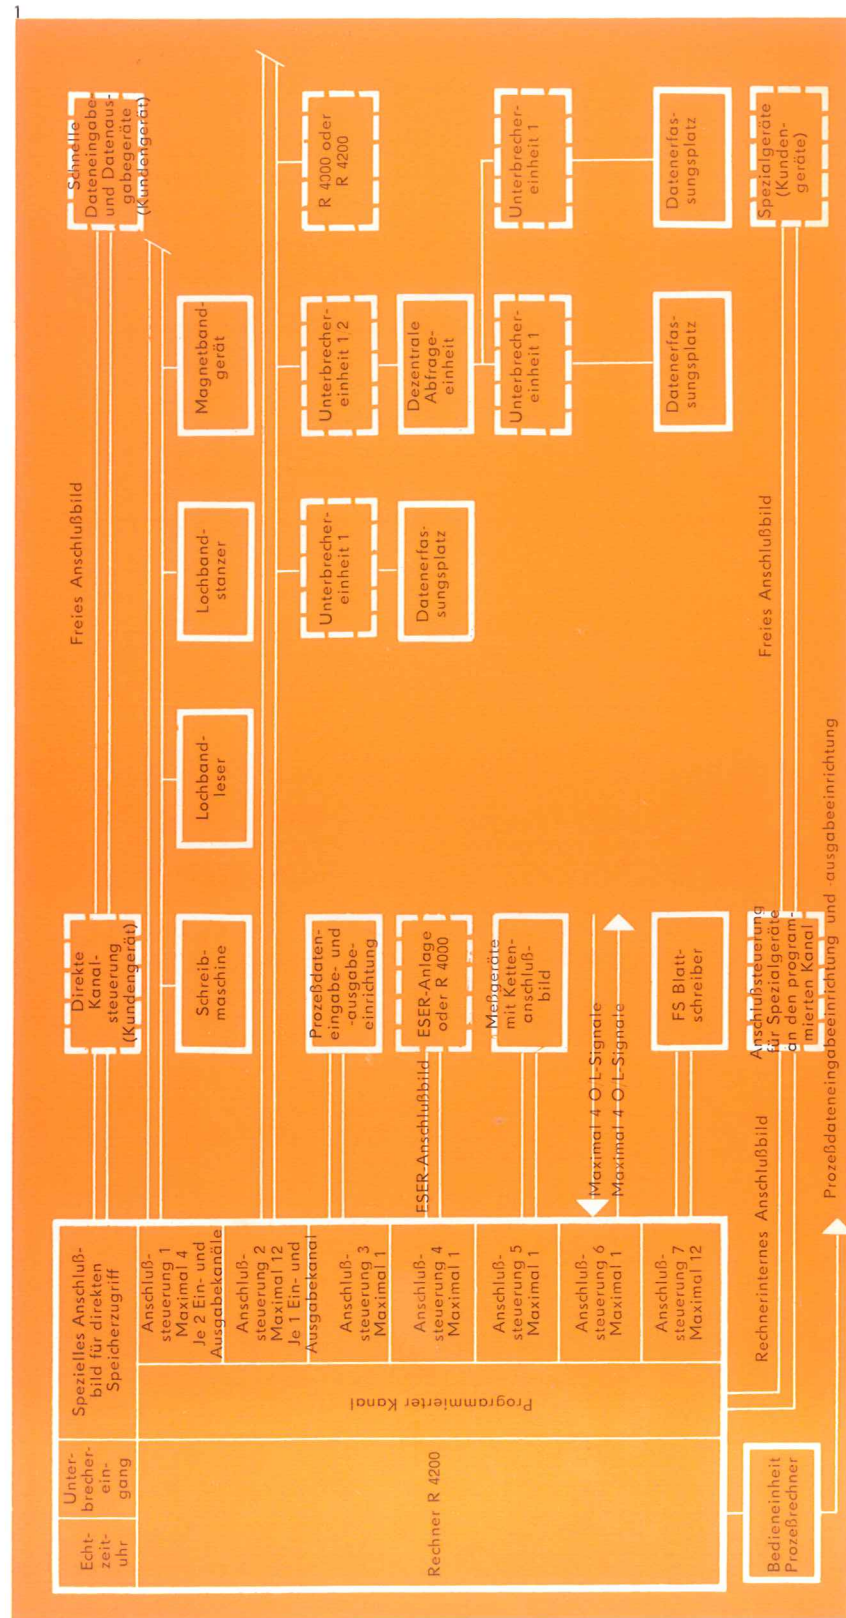 1
Echt-
zeit-
uhr
Unter-
brecher-
ein-
gang
Spezielles Anschluß-
bild für direkten
Speicherzugriff
Direkte
Kanal-
steuerung
(Kundengerät)
Freies Anschlußbild
Schnelle
Dateneingabe-
und Datenaus-
gabegeräte
(Kundengerät)
Rechner R 4200
Programmierter Kanal
Anschluß-
steuerung 1
Maximal 4
Je 2 Ein- und
Ausgabekanäle
Schreib-
maschine
Lochband-
leser
Lochband-
stanzer
Magnetband-
gerät
Anschluß-
steuerung 2
Maximal 12
Je 1 Ein- und
Ausgabekanal
Unterbrecher-
einheit 1
Datenerfas-
sungsplatz
Unterbrecher-
einheit 1/2
Dezentrale
Abfrage-
einheit
Unterbrecher-
einheit 1
Datenerfas-
sungsplatz
R 4000 oder
R 4200
Unterbrecher-
einheit 1
Datenerfas-
sungsplatz
Anschluß-
steuerung 3
Maximal 1
Prozeßdaten-
eingabe- und
-ausgabe-
einrichtung
Anschluß-
steuerung 4
Maximal 1
ESER-Anschlußbild
ESER-Anlage
oder R 4000
Anschluß-
steuerung 5
Maximal 1
Meßgeräte
mit Ketten-
anschluß-
bild
Anschluß-
steuerung 6
Maximal 1
Maximal 4 O/L-Signale
Maximal 4 O/L-Signale
Anschluß-
steuerung 7
Maximal 12
FS Blatt-
schreiber
Rechnerinternes Anschlußbild
Anschlußsteuerung
für Spezialgeräte
an den program-
mierten Kanal
Freies Anschlußbild
Spezialgeräte
(Kunden-
geräte)
Bedieneinheit
Prozeßrechner
Prozeßdateneingabeeinrichtung und -ausgabeeinrichtung